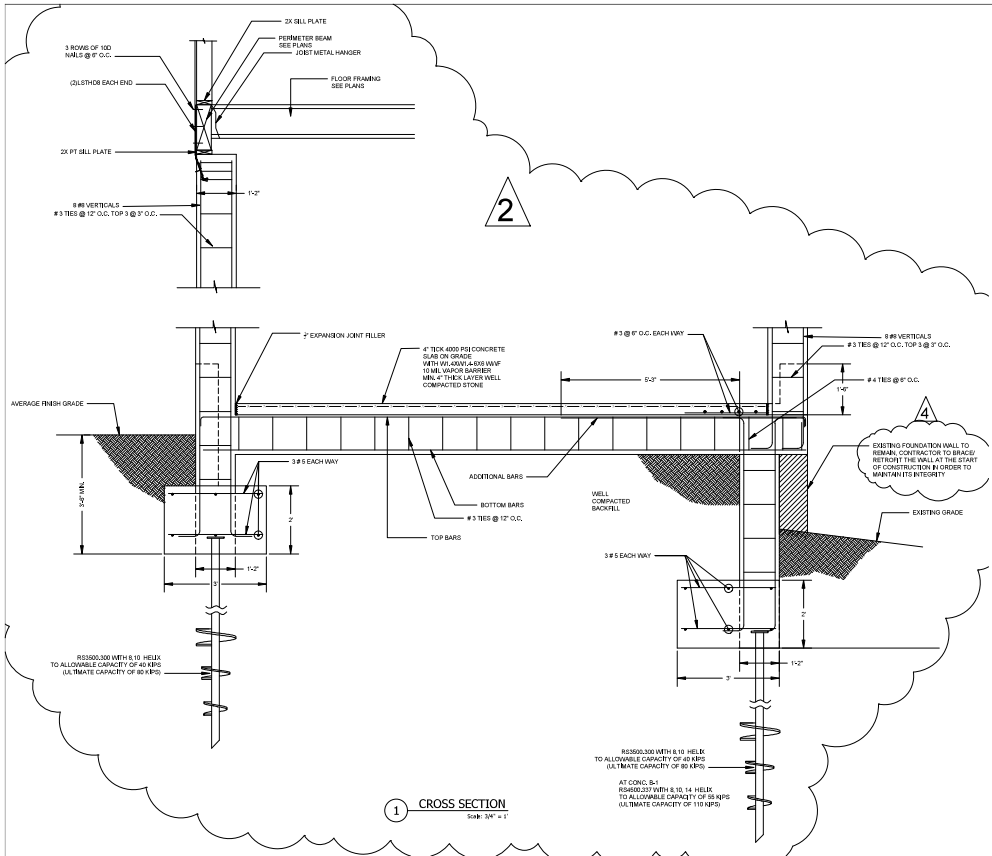 2X SILL PLATE
3 ROWS OF 10D
NAILS @ 6" O.C.
PERIMETER BEAM
SEE PLANS
JOIST METAL HANGER
(2)LSTHD8 EACH END
FLOOR FRAMING
SEE PLANS
2X PT SILL PLATE
1'-2"
8 #8 VERTICALS
# 3 TIES @ 12" O.C. TOP 3 @ 3" O.C.
2
EXPANSION JOINT FILLER
# 3 @ 6" O.C. EACH WAY
8 #8 VERTICALS
# 3 TIES @ 12" O.C. TOP 3 @ 3" O.C.
4" TICK 4000 PSI CONCRETE
SLAB ON GRADE
WITH W1.4XW1.4-6X6 WWF
10 MIL VAPOR BARRIER
MIN. 4" THICK LAYER WELL
COMPACTED STONE
5'-3"
# 4 TIES @ 6" O.C.
1'-6"
AVERAGE FINISH GRADE
4
EXISTING FOUNDATION WALL TO
REMAIN, CONTRACTOR TO BRACE/
RETROFIT THE WALL AT THE START
OF CONSTRUCTION IN ORDER TO
MAINTAIN ITS INTEGRITY
3 # 5 EACH WAY
ADDITIONAL BARS
3'-6" MIN.
BOTTOM BARS
WELL
COMPACTED
BACKFILL
2'
# 3 TIES @ 12" O.C.
EXISTING GRADE
TOP BARS
3 # 5 EACH WAY
1'-2"
3'
2'
1'-2"
3'
RS3500.300 WITH 8,10 HELIX
TO ALLOWABLE CAPACITY OF 40 KIPS
(ULTIMATE CAPACITY OF 80 KIPS)
RS3500.300 WITH 8,10 HELIX
TO ALLOWABLE CAPACITY OF 40 KIPS
(ULTIMATE CAPACITY OF 80 KIPS)
AT CONC. B-1
RS4500.337 WITH 8,10, 14 HELIX
TO ALLOWABLE CAPACITY OF 55 KIPS
(ULTIMATE CAPACITY OF 110 KIPS)
1
CROSS SECTION
Scale: 3/4" = 1'